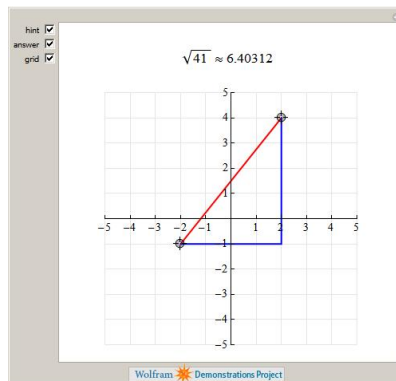 hint
answer
grid
√41 ≈ 6.40312
5
4
3
2
1
-5 -4 -3 -2 -1 1 2 3 4 5
-1
-2
-3
-4
-5
Wolfram Demonstrations Project